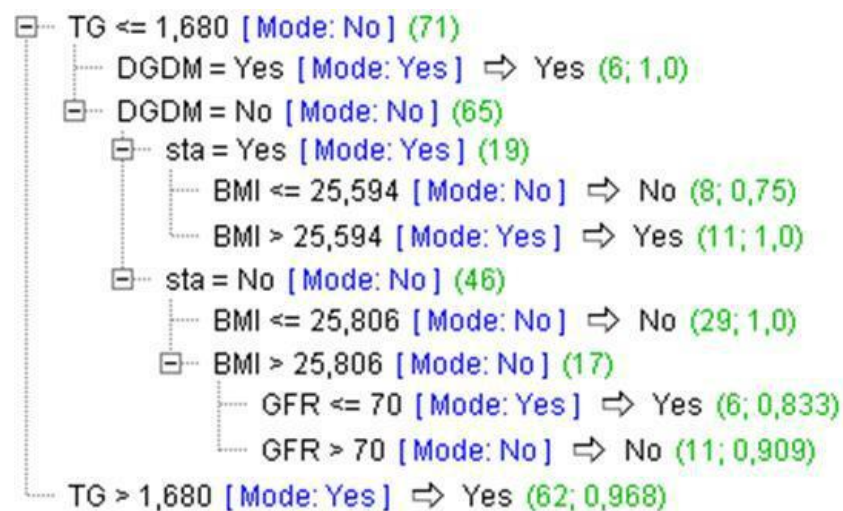 TG <= 1,680 [Mode: No] (71)
DGDM = Yes [Mode: Yes] ⇨ Yes (6; 1,0)
DGDM = No [Mode: No] (65)
sta = Yes [Mode: Yes] (19)
BMI <= 25,594 [Mode: No] ⇨ No (8; 0,75)
BMI > 25,594 [Mode: Yes] ⇨ Yes (11; 1,0)
sta = No [Mode: No] (46)
BMI <= 25,806 [Mode: No] ⇨ No (29; 1,0)
BMI > 25,806 [Mode: No] (17)
GFR <= 70 [Mode: Yes] ⇨ Yes (6; 0,833)
GFR > 70 [Mode: No] ⇨ No (11; 0,909)
TG > 1,680 [Mode: Yes] ⇨ Yes (62; 0,968)